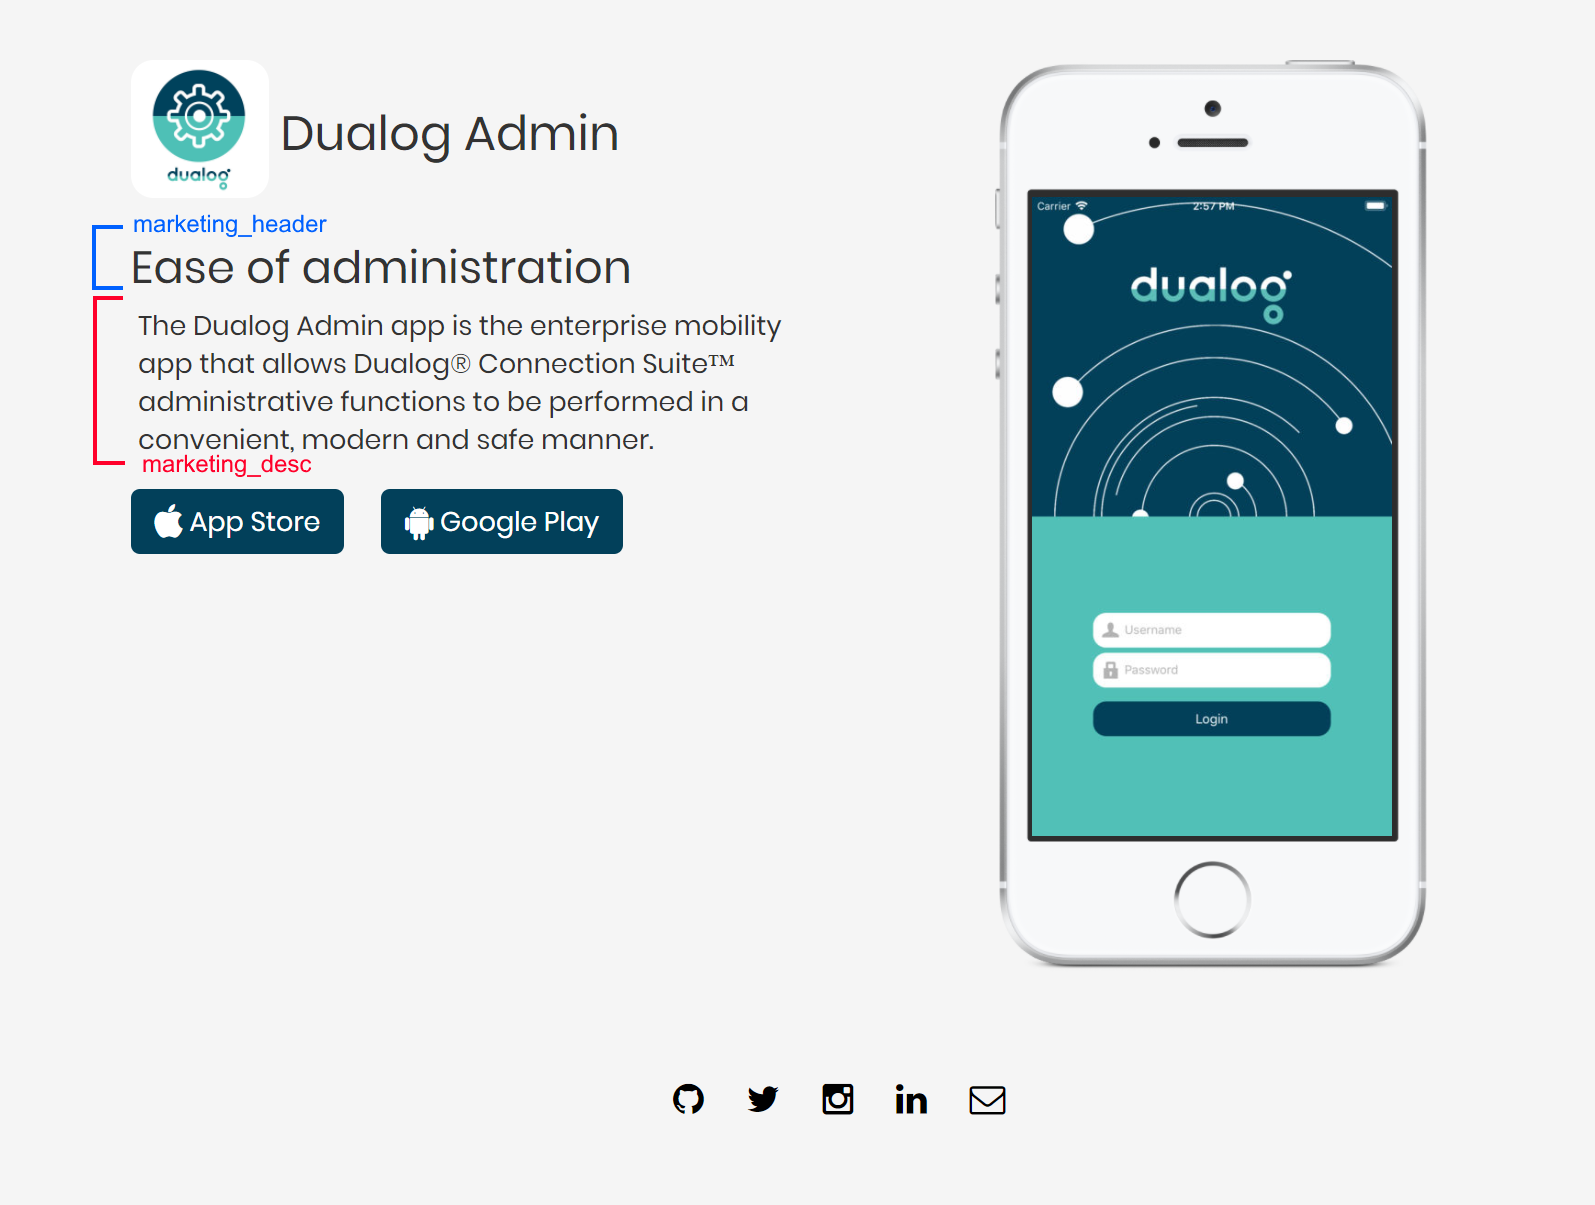 dualog
Dualog Admin
marketing_header
Ease of administration
The Dualog Admin app is the enterprise mobility
app that allows Dualog® Connection Suite™
administrative functions to be performed in a
convenient, modern and safe manner.
marketing_desc
App Store
Google Play
Carrier
2:57 PM
dualog
Username
Password
Login
in